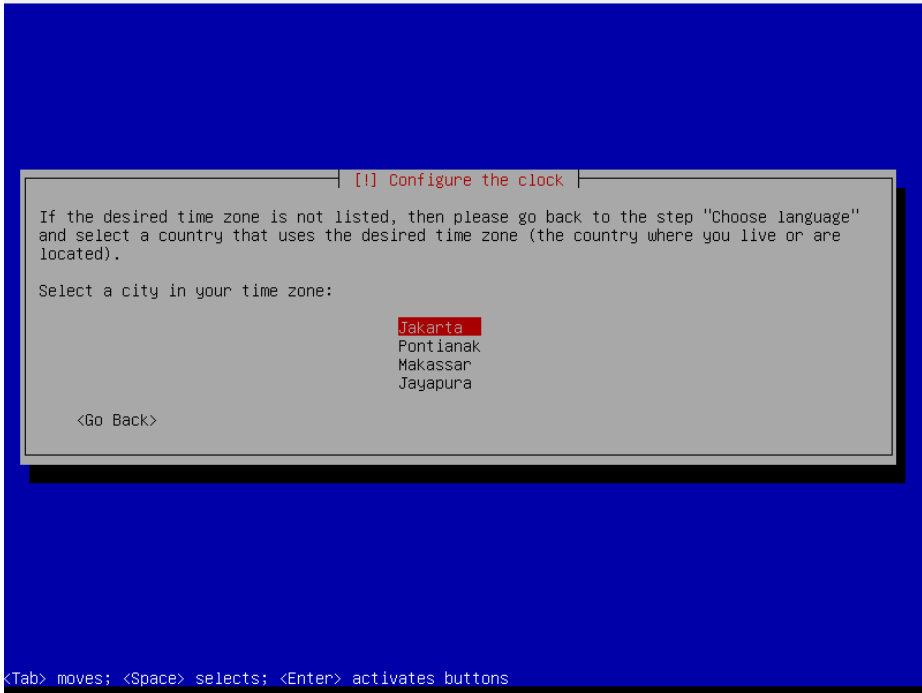 [!] Configure the clock
If the desired time zone is not listed, then please go back to the step "Choose language"
and select a country that uses the desired time zone (the country where you live or are
located).
Select a city in your time zone:
Jakarta
Pontianak
Makassar
Jayapura
<Go Back>
<Tab> moves; <Space> selects; <Enter> activates buttons